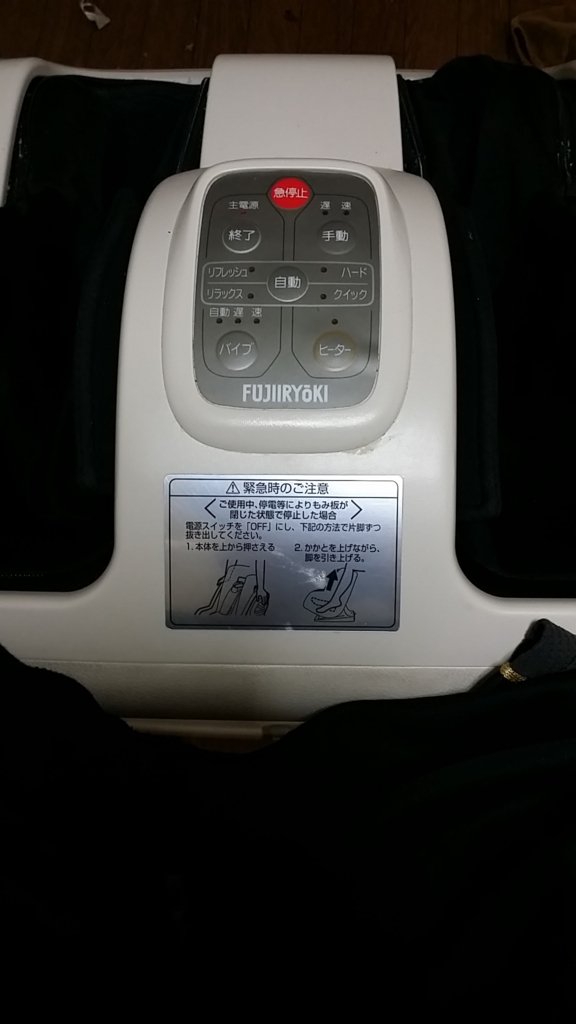 急停止
主電源
遅 速
終了
手動
リフレッシュ
ハード
自動
リラックス
クイック
自動 遅 速
バイブ
ヒーター
FUJIIRYōKI
⚠ 緊急時のご注意
ご使用中、停電等によりもみ板が
閉じた状態で停止した場合
電源スイッチを「OFF」にし、下記の方法で片脚ずつ
抜き出してください。
1. 本体を上から押さえる
2. かかとを上げながら、
脚を引き上げる。